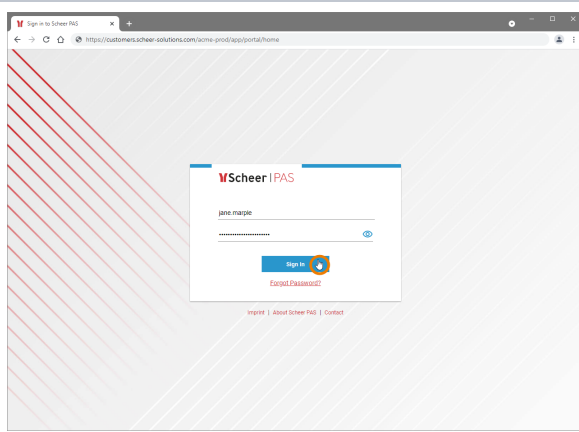 Sign in to Scheer PAS
https://customers.scheer-solutions.com/acme-prod/app/portal/home
Scheer PAS
jane.marple
Sign In
Forgot Password?
Imprint | About Scheer PAS | Contact